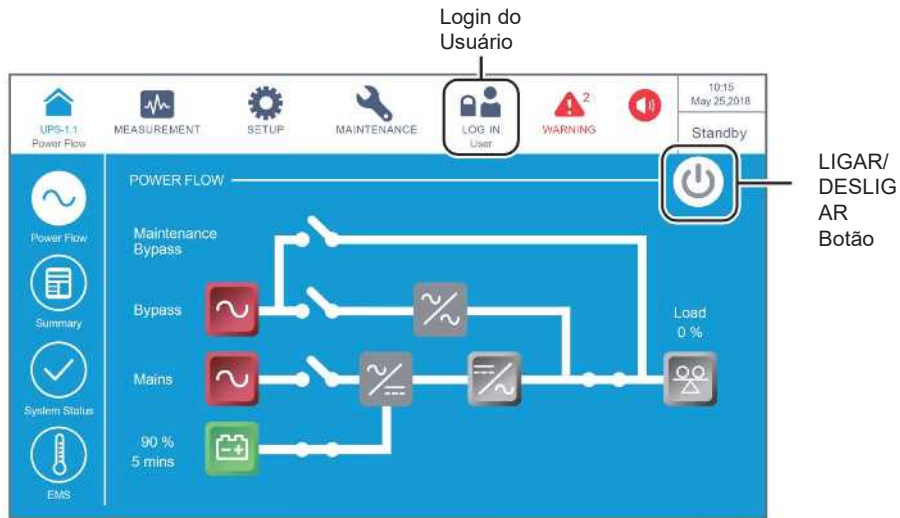 Login do
Usuário
UPS-1.1
Power Flow
MEASUREMENT
SETUP
MAINTENANCE
LOG IN
User
2
WARNING
10:15
May 25,2018
Standby
LIGAR/
DESLIG
AR
Botão
POWER FLOW
Power Flow
Summary
System Status
EMS
Maintenance
Bypass
Bypass
Mains
90 %
5 mins
Load
0 %